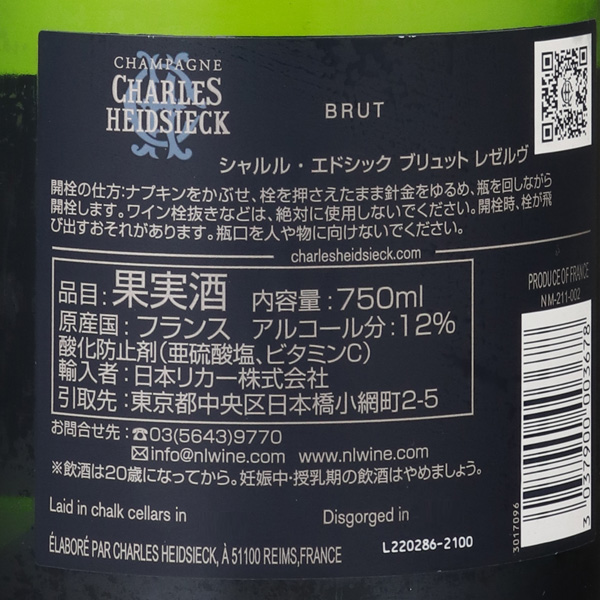 CHAMPAGNE
CHARLES
HEIDSIECK
BRUT
シャルル・エドシック ブリュット レゼルヴ
開栓の仕方:ナプキンをかぶせ、栓を押さえたまま針金をゆるめ、瓶を回しながら
開栓します。ワイン栓抜きなどは、絶対に使用しないでください。開栓時、栓が飛
び出すおそれがあります。瓶口を人や物に向けないでください。
charlesheidsieck.com
品目:果実酒 内容量:750ml
原産国:フランス アルコール分:12%
酸化防止剤(亜硫酸塩、ビタミンC)
輸入者:日本リカー株式会社
引取先:東京都中央区日本橋小網町2-5
お問合せ先:☎03(5643)9770
✉info@nlwine.com www.nlwine.com
※飲酒は20歳になってから。妊娠中・授乳期の飲酒はやめましょう。
Laid in chalk cellars in Disgorged in
L220286-2100
ÉLABORÉ PAR CHARLES HEIDSIECK, À 51100 REIMS,FRANCE
PRODUCE OF FRANCE
NM-211-002
3 037900 003678
3017096